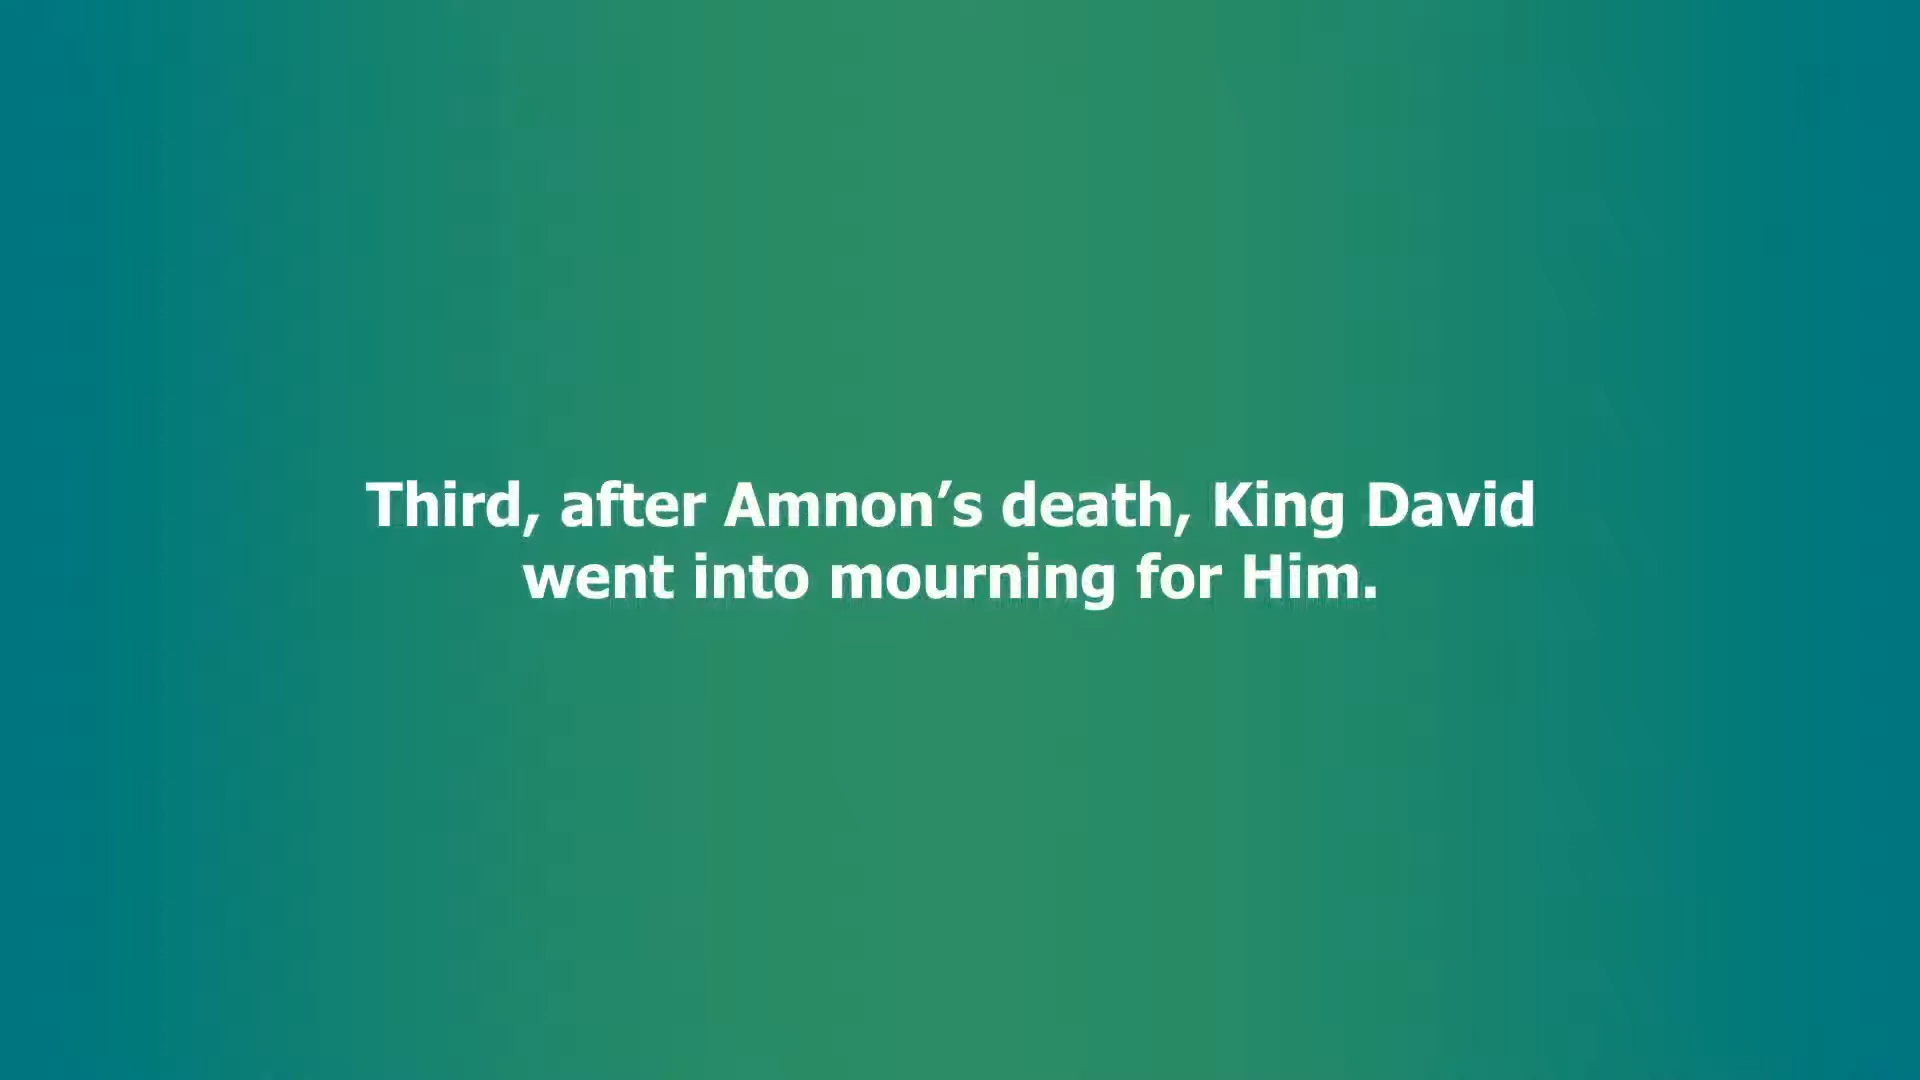 Third, after Amnon’s death, King David
went into mourning for Him.